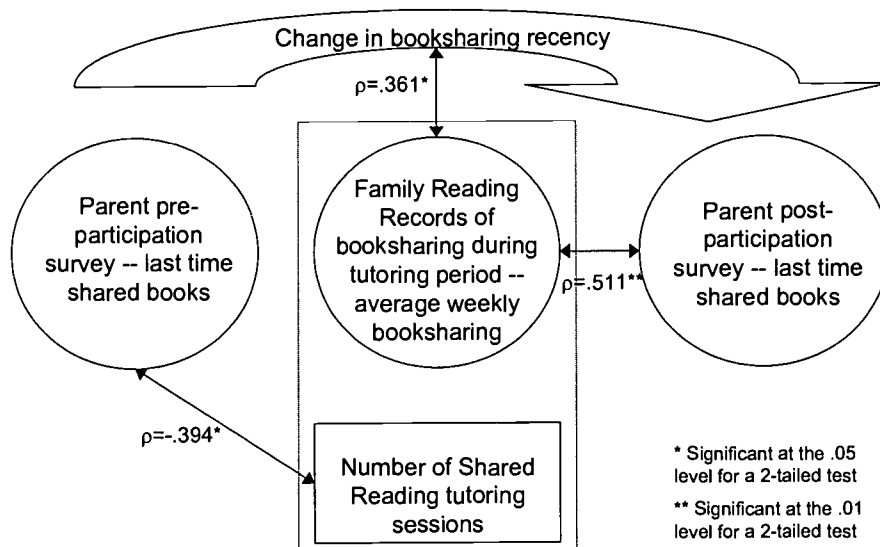 Change in booksharing recency
ρ=.361*
Parent pre-
participation
survey -- last time
shared books
Family Reading
Records of
booksharing during
tutoring period --
average weekly
booksharing
ρ=.511**
Parent post-
participation
survey -- last time
shared books
ρ=-.394*
Number of Shared
Reading tutoring
sessions
* Significant at the .05
level for a 2-tailed test
** Significant at the .01
level for a 2-tailed test